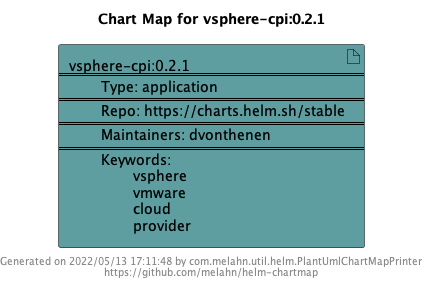 Chart Map for vsphere-cpi:0.2.1
vsphere-cpi:0.2.1
Type: application
Repo: https://charts.helm.sh/stable
Maintainers: dvonthenen
Keywords:
vsphere
vmware
cloud
provider
Generated on 2022/05/13 17:11:48 by com.melahn.util.helm.PlantUmlChartMapPrinter
https://github.com/melahn/helm-chartmap